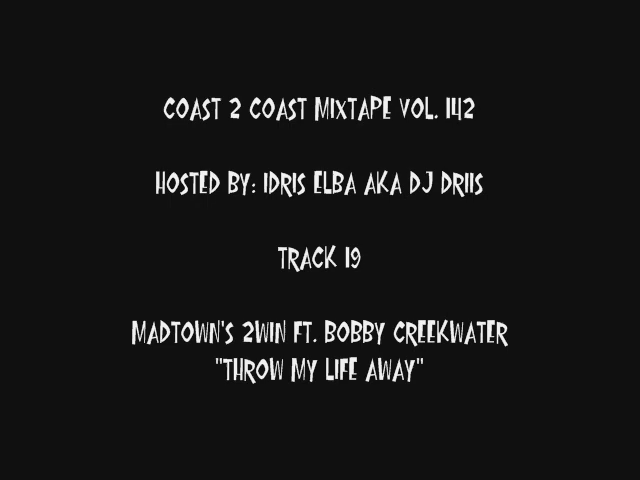 COAST 2 COAST MIXTAPE VOL. 142
HOSTED BY: IDRIS ELBA AKA DJ DRIIS
TRACK 19
MADTOWN'S 2WIN FT. BOBBY CREEKWATER
"THROW MY LIFE AWAY"